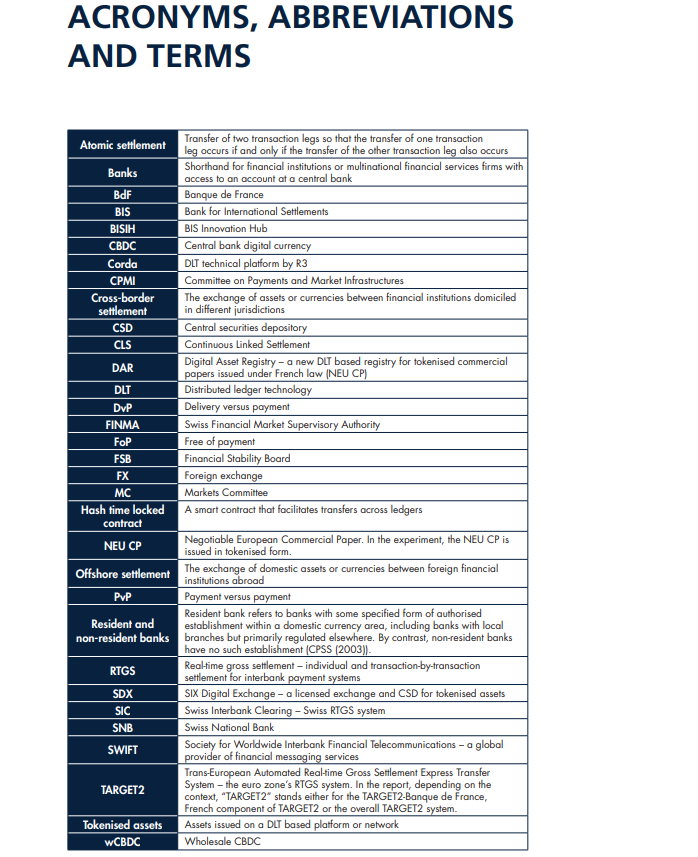 ACRONYMS, ABBREVIATIONS
AND TERMS
Atomic settlement
Transfer of two transaction legs so that the transfer of one transaction
leg occurs if and only if the transfer of the other transaction leg also occurs
Banks
Shorthand for financial institutions or multinational financial services firms with
access to an account at a central bank
BdF
Banque de France
BIS
Bank for International Settlements
BISIH
BIS Innovation Hub
CBDC
Central bank digital currency
Corda
DLT technical platform by R3
CPMI
Committee on Payments and Market Infrastructures
Cross-border
settlement
The exchange of assets or currencies between financial institutions domiciled
in different jurisdictions
CSD
Central securities depository
CLS
Continuous Linked Settlement
DAR
Digital Asset Registry – a new DLT based registry for tokenised commercial
papers issued under French law (NEU CP)
DLT
Distributed ledger technology
DvP
Delivery versus payment
FINMA
Swiss Financial Market Supervisory Authority
FoP
Free of payment
FSB
Financial Stability Board
FX
Foreign exchange
MC
Markets Committee
Hash time locked
contract
A smart contract that facilitates transfers across ledgers
NEU CP
Negotiable European Commercial Paper. In the experiment, the NEU CP is
issued in tokenised form.
Offshore settlement
The exchange of domestic assets or currencies between foreign financial
institutions abroad
PvP
Payment versus payment
Resident and
non-resident banks
Resident bank refers to banks with some specified form of authorised
establishment within a domestic currency area, including banks with local
branches but primarily regulated elsewhere. By contrast, non-resident banks
have no such establishment (CPSS (2003)).
RTGS
Real-time gross settlement – individual and transaction-by-transaction
settlement for interbank payment systems
SDX
SIX Digital Exchange – a licensed exchange and CSD for tokenised assets
SIC
Swiss Interbank Clearing – Swiss RTGS system
SNB
Swiss National Bank
SWIFT
Society for Worldwide Interbank Financial Telecommunications – a global
provider of financial messaging services
TARGET2
Trans-European Automated Real-time Gross Settlement Express Transfer
System – the euro zone's RTGS system. In the report, depending on the
context, "TARGET2" stands either for the TARGET2-Banque de France,
French component of TARGET2 or the overall TARGET2 system.
Tokenised assets
Assets issued on a DLT based platform or network
wCBDC
Wholesale CBDC